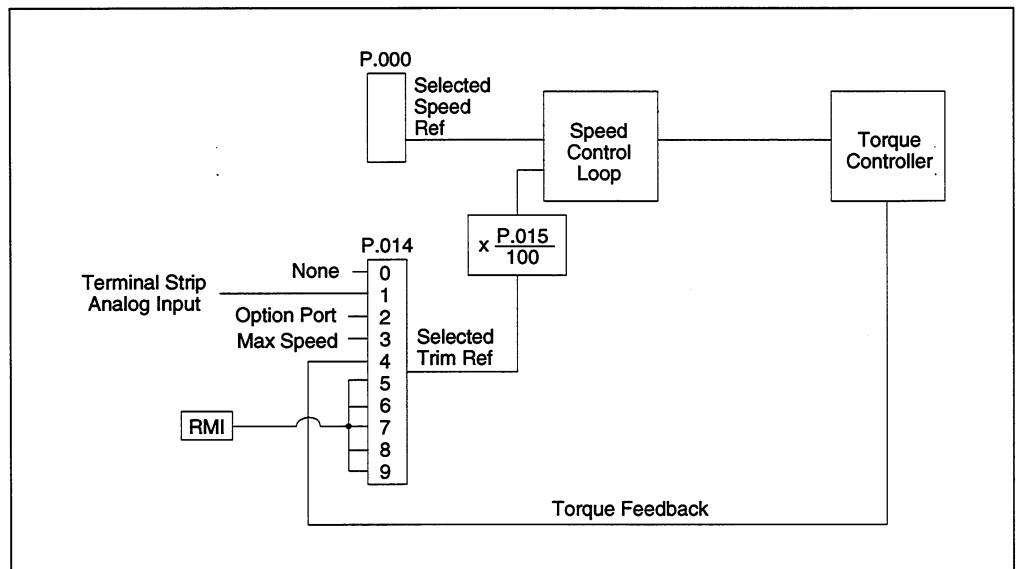 P.000
Selected
Speed
Ref
Speed
Control
Loop
Torque
Controller
x P.015
100
P.014
None
0
Terminal Strip
Analog Input
1
Option Port
2
Max Speed
3
4
5
6
RMI
7
8
9
Selected
Trim Ref
Torque Feedback